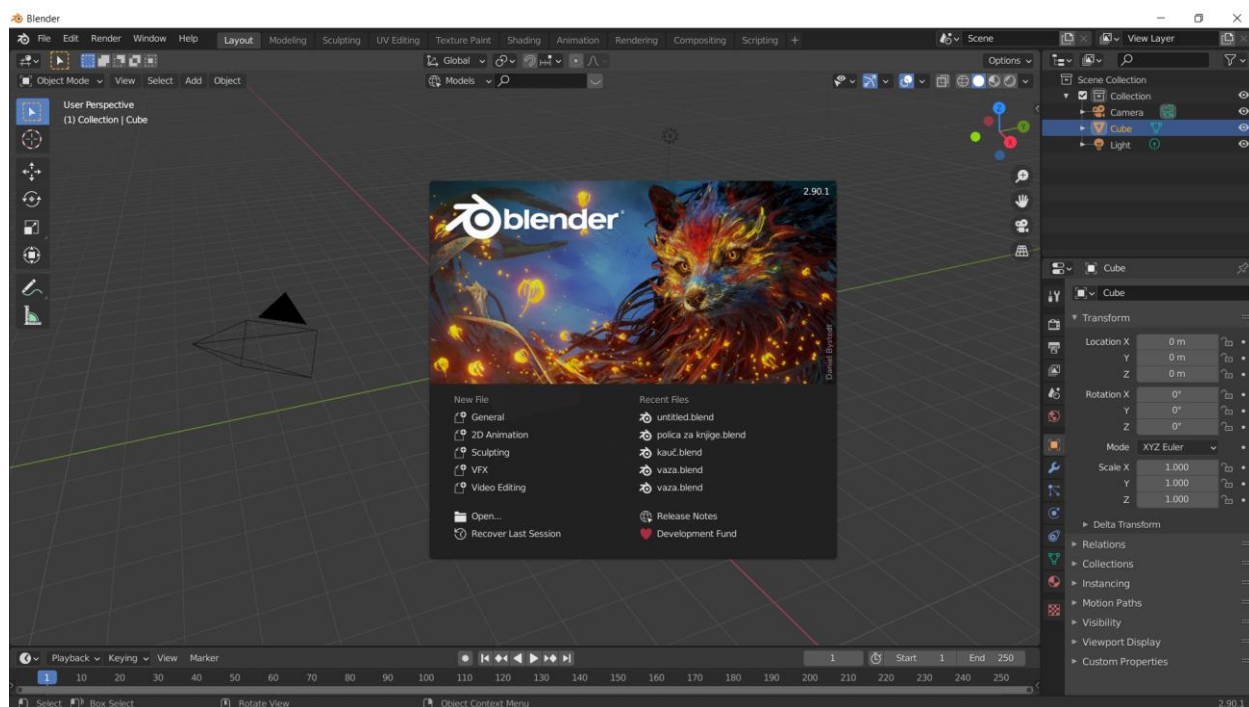 Blender
File Edit Render Window Help Layout Modeling Sculpting UV Editing Texture Paint Shading Animation Rendering Compositing Scripting + Scene View Layer
Global Options
Object Mode View Select Add Object Models
User Perspective
(1) Collection | Cube
Z
Y
X
Scene Collection
Collection
Camera
Cube
Light
2.90.1
blender
Daniel Bystedt
New File
General
2D Animation
Sculpting
VFX
Video Editing
Open...
Recover Last Session
Recent Files
untitled.blend
polica za knjige.blend
kauč.blend
vaza.blend
vaza.blend
Release Notes
Development Fund
Cube
Cube
Transform
Location X 0 m
Y 0 m
Z 0 m
Rotation X 0°
Y 0°
Z 0°
Mode XYZ Euler
Scale X 1.000
Y 1.000
Z 1.000
Delta Transform
Relations
Collections
Instancing
Motion Paths
Visibility
Viewport Display
Custom Properties
Playback Keying View Marker 1 Start 1 End 250
1 10 20 30 40 50 60 70 80 90 100 110 120 130 140 150 160 170 180 190 200 210 220 230 240 250
Select Box Select Rotate View Object Context Menu 2.90.1